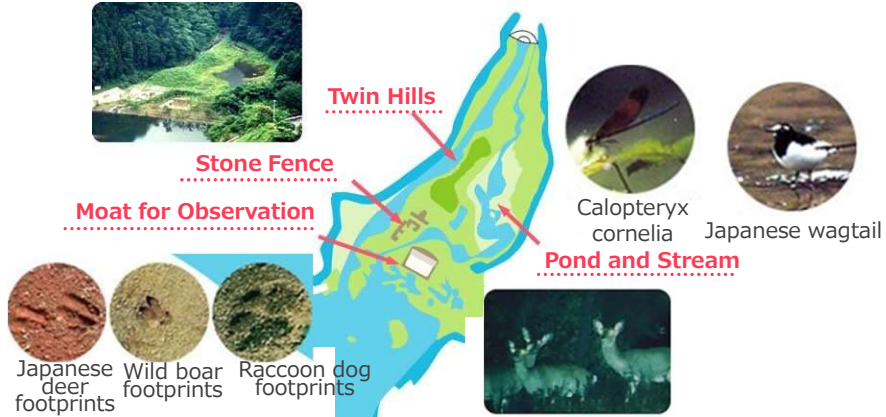 Twin Hills
Stone Fence
Moat for Observation
Calopteryx
cornelia
Japanese wagtail
Pond and Stream
Japanese
deer
footprints
Wild boar
footprints
Raccoon dog
footprints